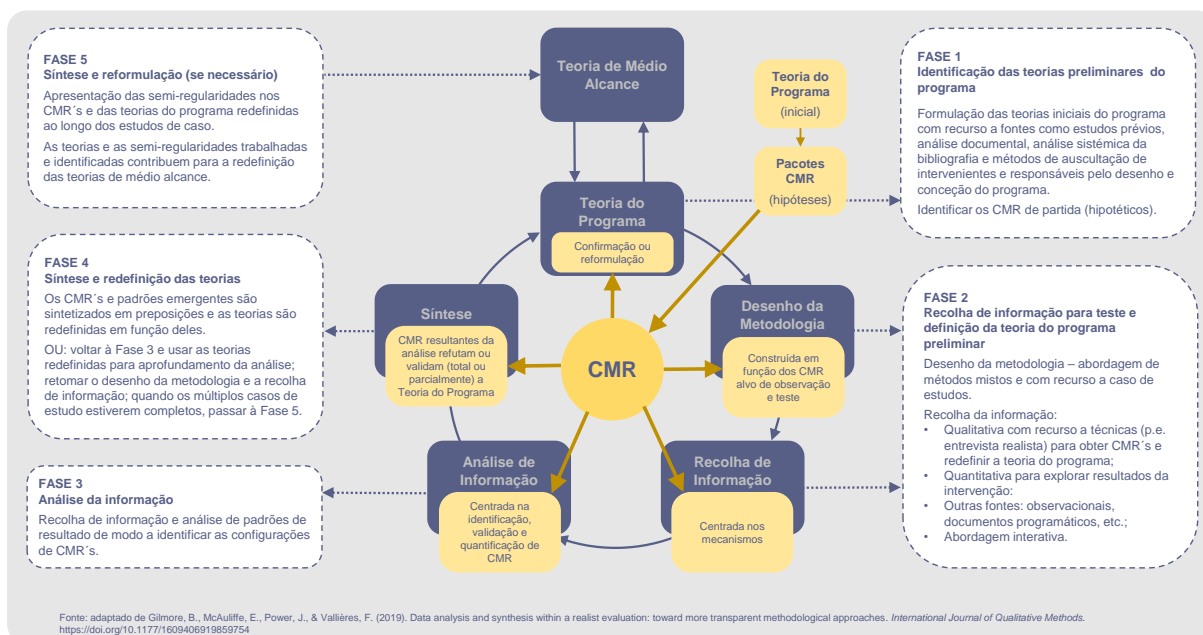 FASE 5
Síntese e reformulação (se necessário)
Apresentação das semi-regularidades nos
CMR´s e das teorias do programa redefinidas
ao longo dos estudos de caso.
As teorias e as semi-regularidades trabalhadas
e identificadas contribuem para a redefinição
das teorias de médio alcance.
FASE 4
Síntese e redefinição das teorias
Os CMR´s e padrões emergentes são
sintetizados em preposições e as teorias são
redefinidas em função deles.
OU: voltar à Fase 3 e usar as teorias
redefinidas para aprofundamento da análise;
retomar o desenho da metodologia e a recolha
de informação; quando os múltiplos casos de
estudo estiverem completos, passar à Fase 5.
FASE 3
Análise da informação
Recolha de informação e análise de padrões de
resultado de modo a identificar as configurações
de CMR´s.
Teoria de Médio
Alcance
Teoria do
Programa
(inicial)
Pacotes
CMR
(hipóteses)
Teoria do
Programa
Confirmação ou
reformulação
Síntese
CMR resultantes da
análise refutam ou
validam (total ou
parcialmente) a
Teoria do Programa
CMR
Desenho da
Metodologia
Construída em
função dos CMR
alvo de observação
e teste
Análise de
Informação
Centrada na
identificação,
validação e
quantificação de
CMR
Recolha de
Informação
Centrada nos
mecanismos
FASE 1
Identificação das teorias preliminares do
programa
Formulação das teorias iniciais do programa
com recurso a fontes como estudos prévios,
análise documental, análise sistémica da
bibliografia e métodos de auscultação de
intervenientes e responsáveis pelo desenho e
conceção do programa.
Identificar os CMR de partida (hipotéticos).
FASE 2
Recolha de informação para teste e
definição da teoria do programa
preliminar
Desenho da metodologia – abordagem de
métodos mistos e com recurso a caso de
estudos.
Recolha da informação:
• Qualitativa com recurso a técnicas (p.e.
entrevista realista) para obter CMR´s e
redefinir a teoria do programa;
• Quantitativa para explorar resultados da
intervenção:
• Outras fontes: observacionais,
documentos programáticos, etc.;
• Abordagem interativa.
Fonte: adaptado de Gilmore, B., McAuliffe, E., Power, J., & Vallières, F. (2019). Data analysis and synthesis within a realist evaluation: toward more transparent methodological approaches. International Journal of Qualitative Methods.
https://doi.org/10.1177/1609406919859754